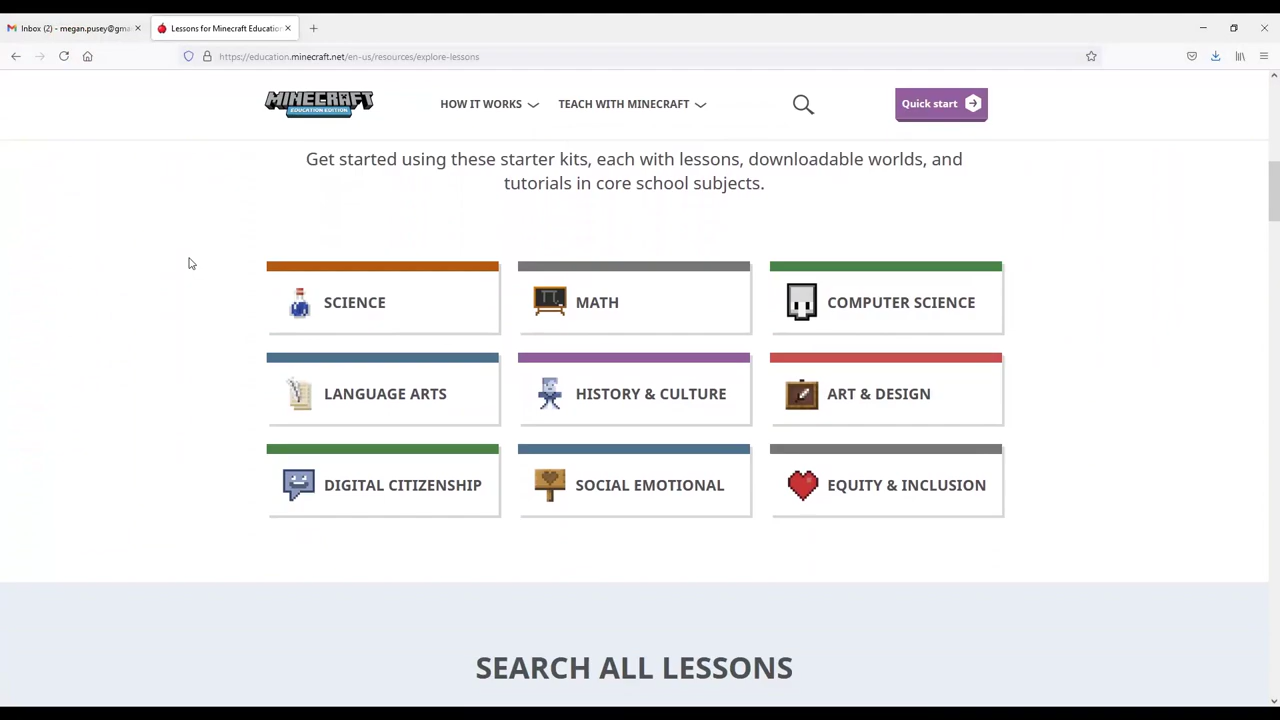 Inbox (2) - megan.pusey@gma
Lessons for Minecraft Education
https://education.minecraft.net/en-us/resources/explore-lessons
MINECRAFT
EDUCATION EDITION
HOW IT WORKS
TEACH WITH MINECRAFT
Quick start
Get started using these starter kits, each with lessons, downloadable worlds, and
tutorials in core school subjects.
SCIENCE
MATH
COMPUTER SCIENCE
LANGUAGE ARTS
HISTORY & CULTURE
ART & DESIGN
DIGITAL CITIZENSHIP
SOCIAL EMOTIONAL
EQUITY & INCLUSION
SEARCH ALL LESSONS